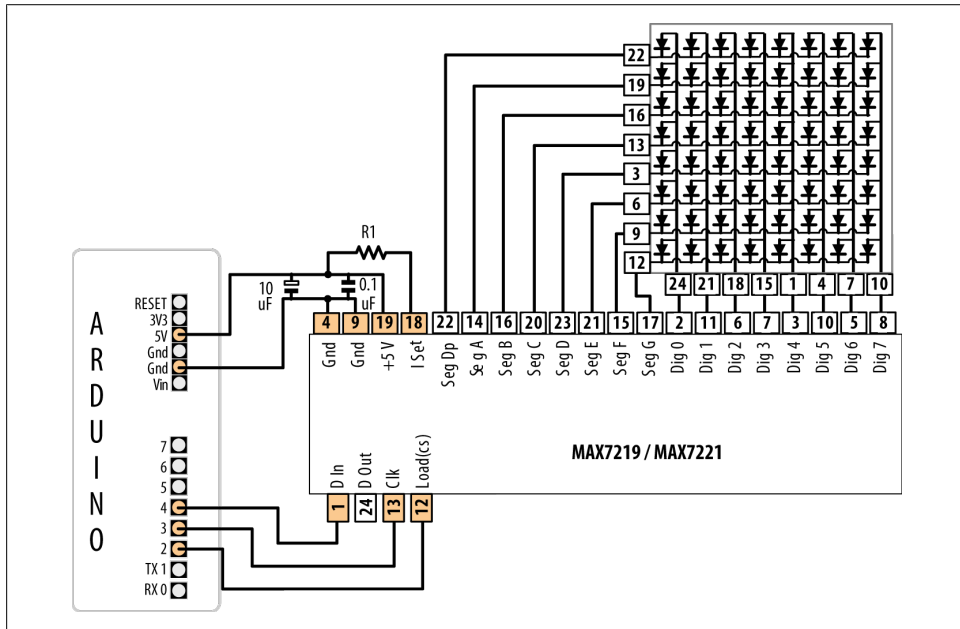 22
19
16
13
3
6
9
12
24 21 18 15 1 4 7 10
R1
10 uF
0.1 uF
ARDUINO
RESET
3V3
5V
Gnd
Gnd
Vin
7
6
5
4
3
2
TX 1
RX 0
4 9 19 18 22 14 16 20 23 21 15 17 2 11 6 7 3 10 5 8
Gnd
Gnd
+5 V
I Set
Seg Dp
Seg A
Seg B
Seg C
Seg D
Seg E
Seg F
Seg G
Dig 0
Dig 1
Dig 2
Dig 3
Dig 4
Dig 5
Dig 6
Dig 7
MAX7219 / MAX7221
D In
D Out
Clk
Load(cs)
1 24 13 12